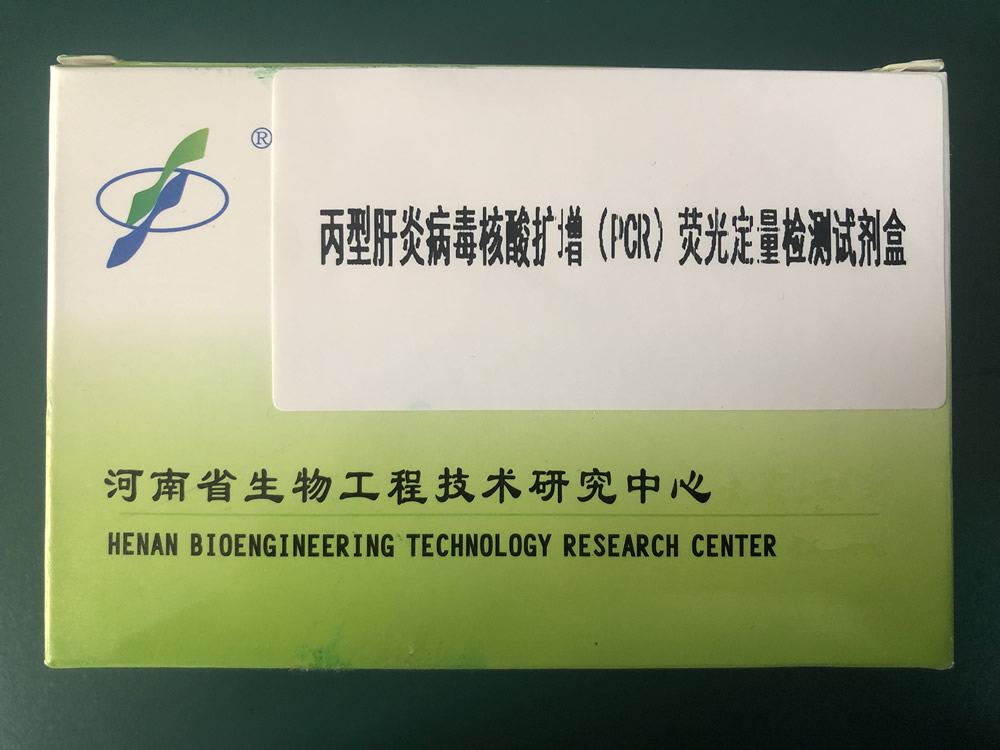 ®
丙型肝炎病毒核酸扩增（PCR）荧光定量检测试剂盒
河南省生物工程技术研究中心
HENAN BIOENGINEERING TECHNOLOGY RESEARCH CENTER